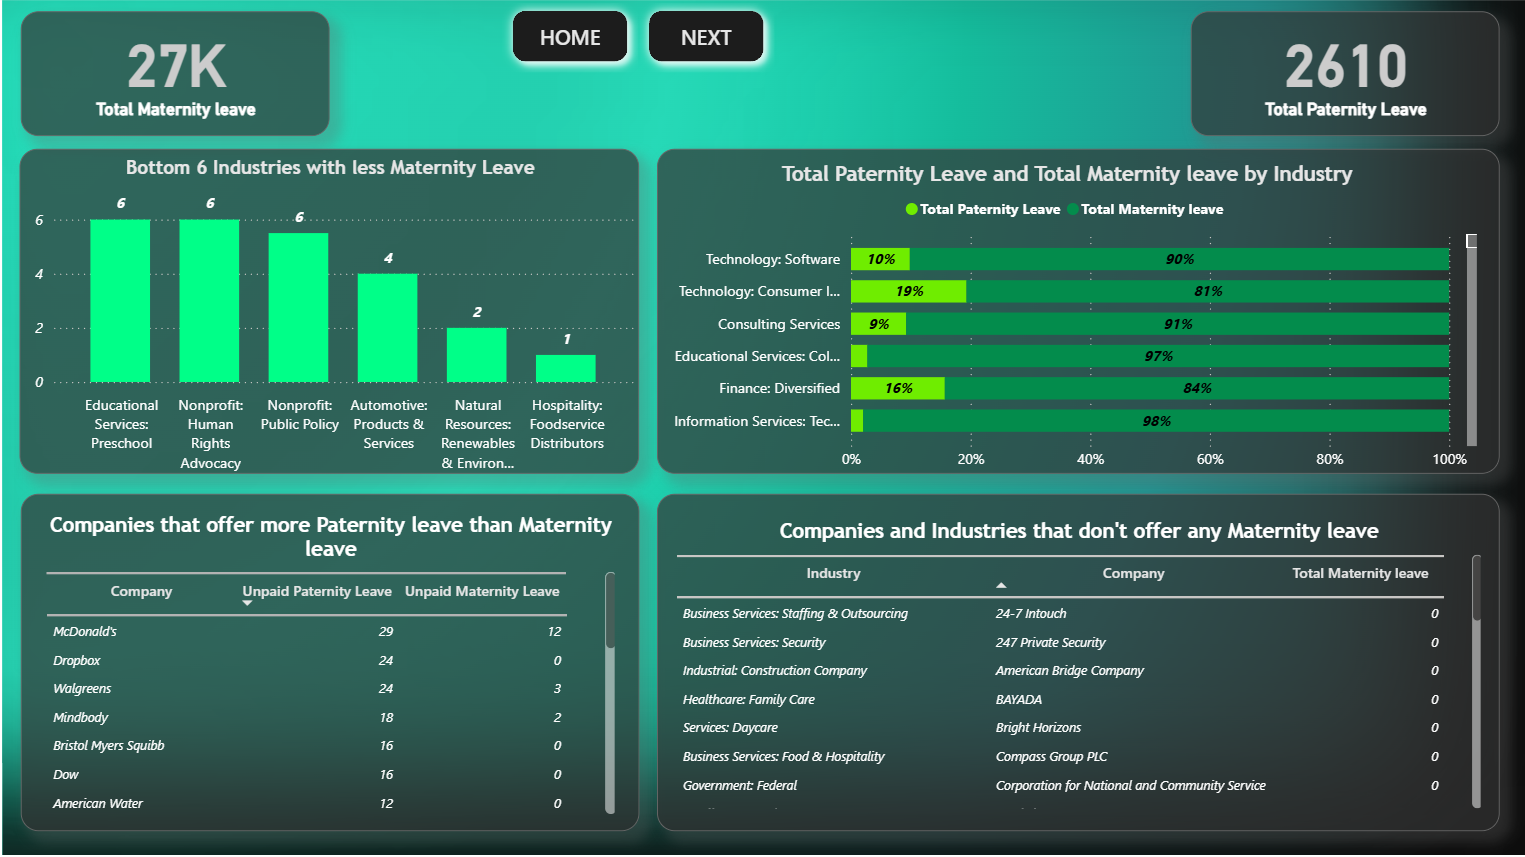 27K
Total Maternity leave
HOME
NEXT
2610
Total Paternity Leave
Bottom 6 Industries with less Maternity Leave
6
4
2
0
6
6
6
4
2
1
Educational
Services:
Preschool
Nonprofit:
Human
Rights
Advocacy
Nonprofit:
Public Policy
Automotive:
Products &
Services
Natural
Resources:
Renewables
& Environ...
Hospitality:
Foodservice
Distributors
Total Paternity Leave and Total Maternity leave by Industry
Total Paternity Leave Total Maternity leave
Technology: Software 10% 90%
Technology: Consumer I... 19% 81%
Consulting Services 9% 91%
Educational Services: Col... 97%
Finance: Diversified 16% 84%
Information Services: Tec... 98%
0% 20% 40% 60% 80% 100%
Companies that offer more Paternity leave than Maternity
leave
Company Unpaid Paternity Leave Unpaid Maternity Leave
McDonald's 29 12
Dropbox 24 0
Walgreens 24 3
Mindbody 18 2
Bristol Myers Squibb 16 0
Dow 16 0
American Water 12 0
Companies and Industries that don't offer any Maternity leave
Industry Company Total Maternity leave
Business Services: Staffing & Outsourcing 24-7 Intouch 0
Business Services: Security 247 Private Security 0
Industrial: Construction Company American Bridge Company 0
Healthcare: Family Care BAYADA 0
Services: Daycare Bright Horizons 0
Business Services: Food & Hospitality Compass Group PLC 0
Government: Federal Corporation for National and Community Service 0